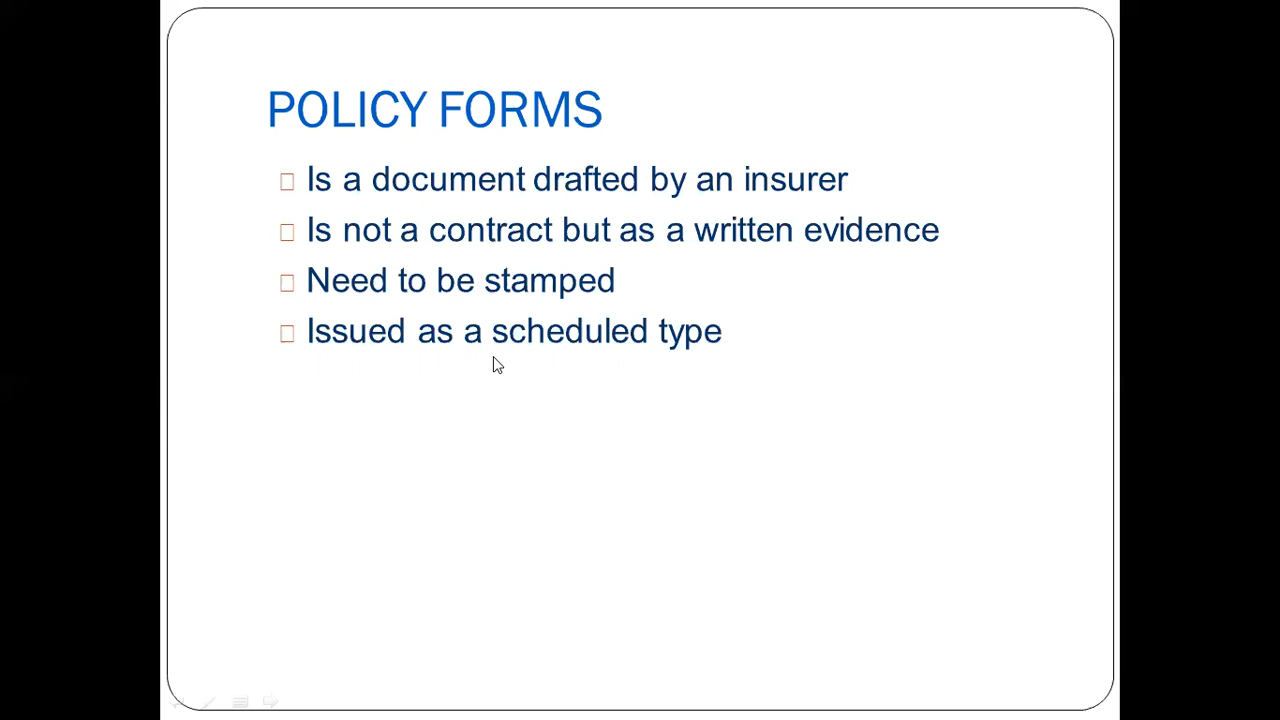 POLICY FORMS
Is a document drafted by an insurer
Is not a contract but as a written evidence
Need to be stamped
Issued as a scheduled type